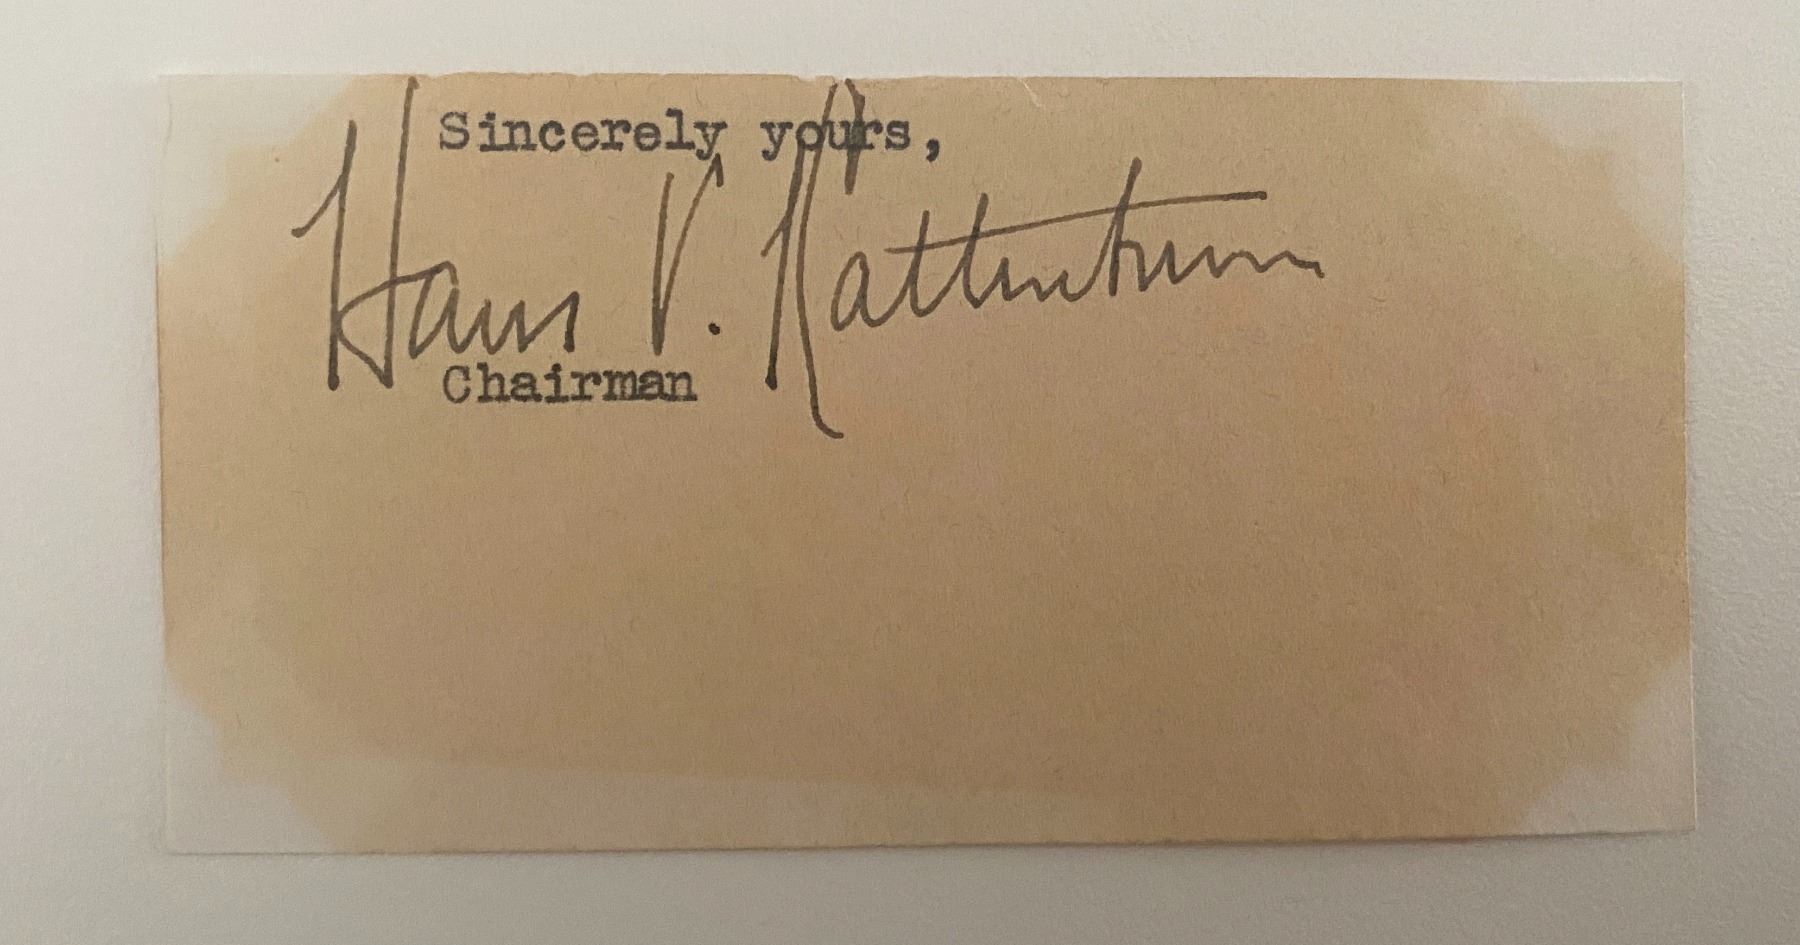 Sincerely yours,
Hans V. Kaltenborn
Chairman